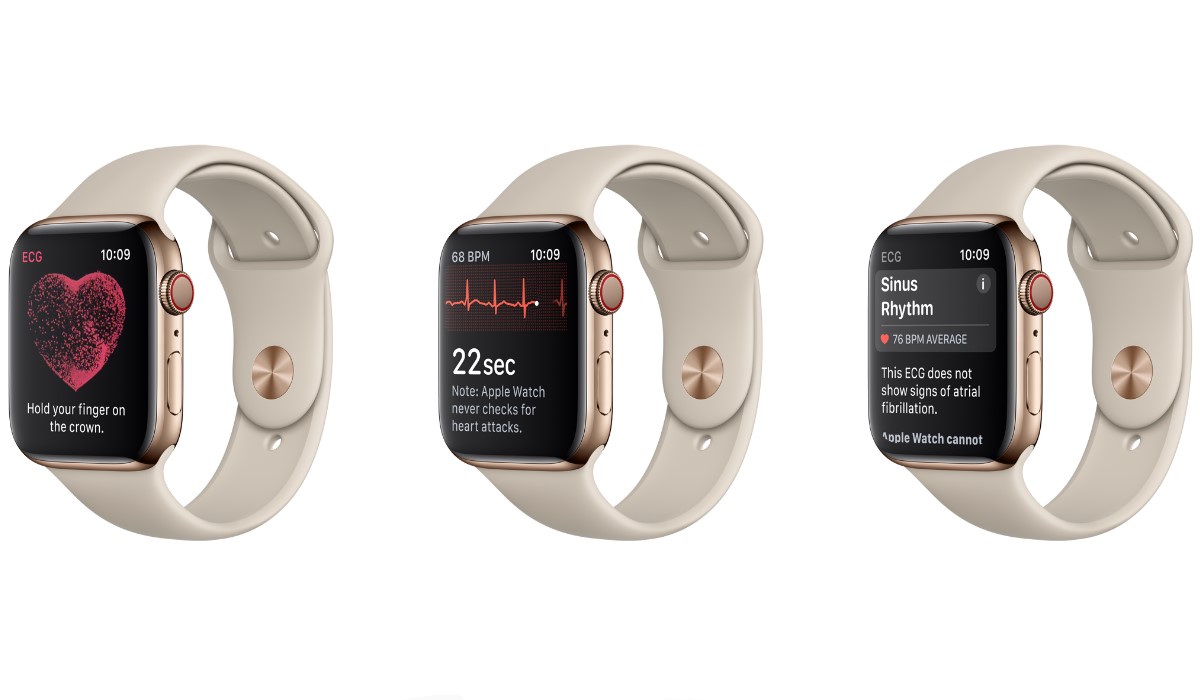 ECG 10:09
Hold your finger on
the crown.
68 BPM 10:09
22sec
Note: Apple Watch
never checks for
heart attacks.
ECG 10:09
Sinus
Rhythm
i
76 BPM AVERAGE
This ECG does not
show signs of atrial
fibrillation.
Apple Watch cannot